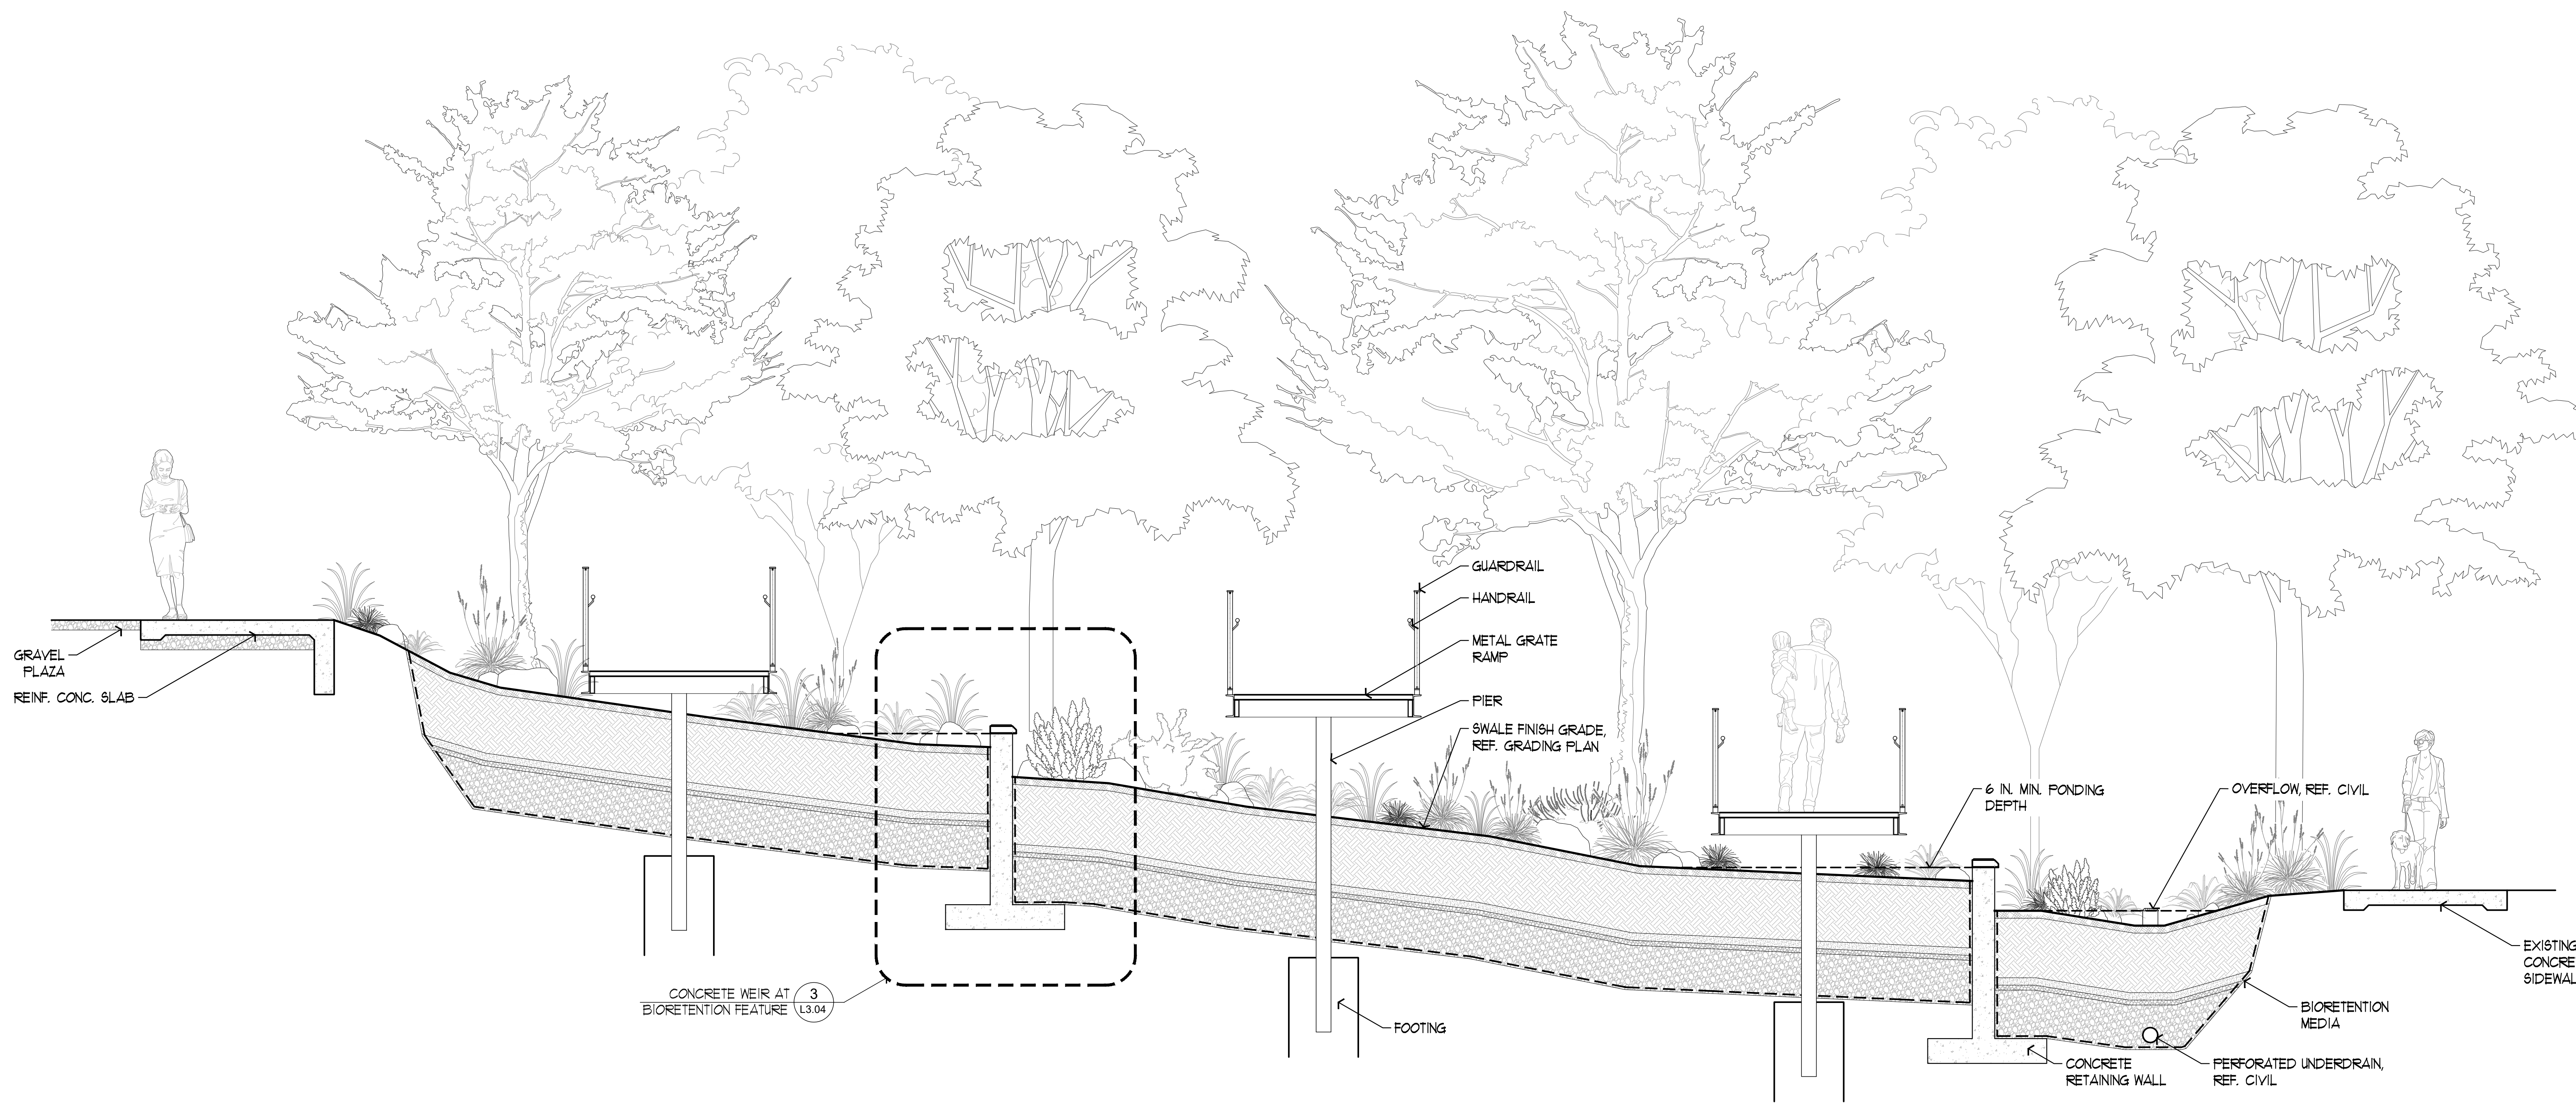 GRAVEL
PLAZA
REINF. CONC. SLAB
CONCRETE WEIR AT
BIORETENTION FEATURE
3
L3.04
GUARDRAIL
HANDRAIL
METAL GRATE
RAMP
PIER
SWALE FINISH GRADE,
REF. GRADING PLAN
FOOTING
6 IN. MIN. PONDING
DEPTH
OVERFLOW, REF. CIVIL
EXISTING
CONCRE
SIDEWAL
BIORETENTION
MEDIA
CONCRETE
RETAINING WALL
PERFORATED UNDERDRAIN,
REF. CIVIL